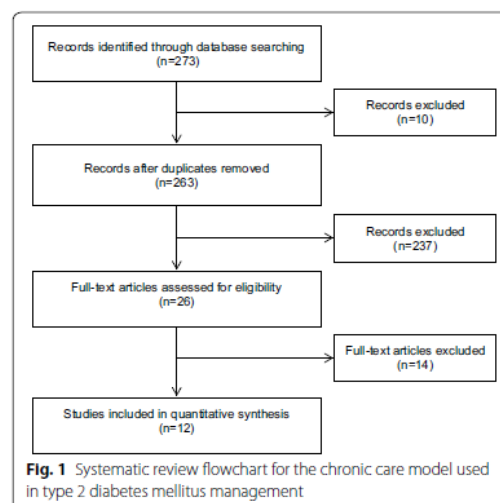 Records identified through database searching
(n=273)
Records excluded
(n=10)
Records after duplicates removed
(n=263)
Records excluded
(n=237)
Full-text articles assessed for eligibility
(n=26)
Full-text articles excluded
(n=14)
Studies included in quantitative synthesis
(n=12)
Fig. 1 Systematic review flowchart for the chronic care model used
in type 2 diabetes mellitus management